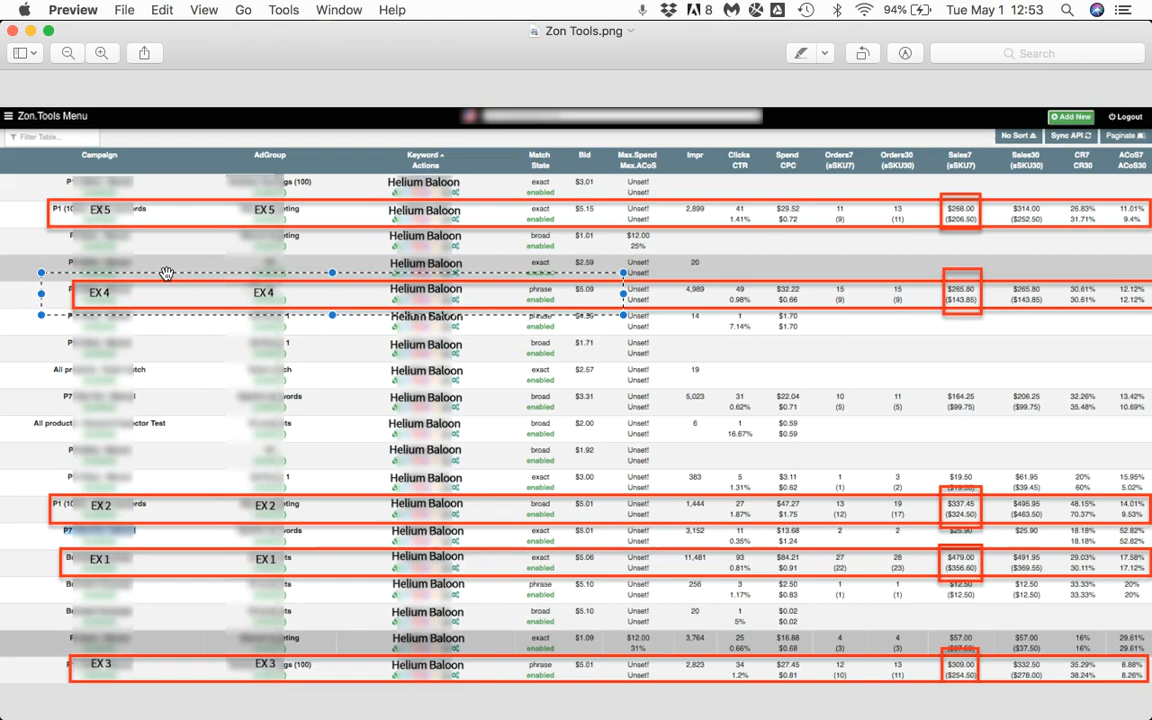 Preview File Edit View Go Tools Window Help 8 94% Tue May 1 12:53
Zon Tools.png
Search
Zon.Tools Menu Add New Logout
Filter Table... No Sort Sync API Paginate
Campaign AdGroup Keyword Match Bid Max.Spend Impr Clicks Spend Orders7 Orders30 Sales7 Sales30 CR7 ACoS7
Actions State Max.ACoS CTR CPC (sSKU7) (sSKU30) (sSKU7) (sSKU30) CR30 ACoS30
(100) Helium Baloon exact $3.01 Unset!
enabled Unset!
P1 (10 EX 5 EX 5 Helium Baloon exact $5.15 Unset! 2,899 41 $29.52 11 13 $268.00 $314.00 26.83% 11.01%
enabled Unset! 1.41% $0.72 (9) (11) ($206.50) ($252.50) 31.71% 9.4%
Helium Baloon broad $1.01 $12.00
enabled 25%
Helium Baloon exact $2.59 Unset! 20
enabled Unset!
EX 4 EX 4 Helium Baloon phrase $5.09 Unset! 4,989 49 $32.22 15 15 $265.80 $265.80 30.61% 12.12%
enabled Unset! 0.98% $0.66 (9) (9) ($143.85) ($143.85) 30.61% 12.12%
1 Helium Baloon phrase $4.59 Unset! 14 1 $1.70
enabled Unset! 7.14% $1.70
1 Helium Baloon broad $1.71 Unset!
enabled Unset!
Helium Baloon exact $2.57 Unset! 19
enabled Unset!
P7 Helium Baloon broad $3.31 Unset! 5,023 31 $22.04 10 11 $164.25 $206.25 32.26% 13.42%
enabled Unset! 0.62% $0.71 (5) (5) ($99.75) ($99.75) 35.48% 10.69%
Helium Baloon broad $2.00 Unset! 6 1 $0.59
enabled Unset! 16.67% $0.59
Helium Baloon broad $1.92 Unset!
enabled Unset!
1 Helium Baloon exact $3.00 Unset! 383 5 $3.11 1 3 $19.50 $61.95 20% 15.95%
enabled Unset! 1.31% $0.62 (1) (2) ($19.50) ($39.45) 60% 5.02%
P1 (10 EX 2 EX 2 Helium Baloon broad $5.01 Unset! 1,444 27 $47.27 13 19 $337.45 $495.95 48.15% 14.01%
enabled Unset! 1.87% $1.75 (12) (17) ($324.50) ($463.50) 70.37% 9.53%
P7 Helium Baloon exact $5.01 Unset! 3,152 11 $13.68 2 2 $25.90 $25.90 18.18% 52.82%
enabled Unset! 0.35% $1.24 18.18% 52.82%
EX 1 EX 1 Helium Baloon exact $5.06 Unset! 11,481 93 $84.21 27 28 $479.00 $491.95 29.03% 17.58%
enabled Unset! 0.81% $0.91 (22) (23) ($356.60) ($369.55) 30.11% 17.12%
Helium Baloon phrase $5.10 Unset! 256 3 $2.50 1 1 $12.50 $12.50 33.33% 20%
enabled Unset! 1.17% $0.83 (1) (1) ($12.50) ($12.50) 33.33% 20%
Helium Baloon broad $5.10 Unset! 20 1 $0.02
enabled Unset! 5% $0.02
Helium Baloon exact $1.09 $12.00 3,764 25 $16.88 4 4 $57.00 $57.00 16% 29.61%
enabled 31% 0.66% $0.68 (3) (3) ($37.50) ($37.50) 16% 29.61%
EX 3 EX 3 (100) Helium Baloon phrase $5.01 Unset! 2,823 34 $27.45 12 13 $309.00 $332.50 35.29% 8.88%
enabled Unset! 1.2% $0.81 (10) (11) ($254.50) ($278.00) 38.24% 8.26%